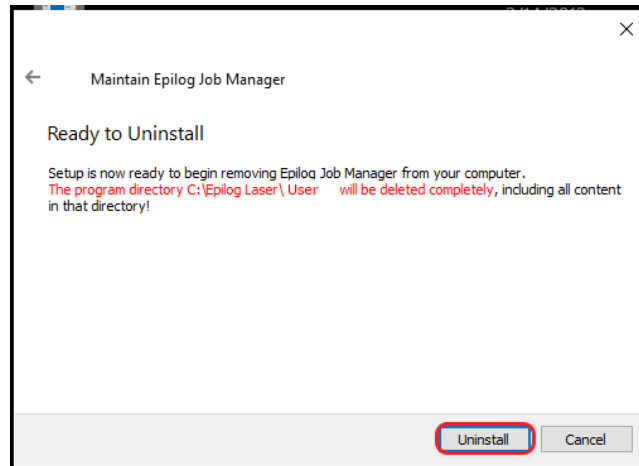 Maintain Epilog Job Manager
Ready to Uninstall
Setup is now ready to begin removing Epilog Job Manager from your computer.
The program directory C:\Epilog Laser\ User will be deleted completely, including all content
in that directory!
Uninstall
Cancel